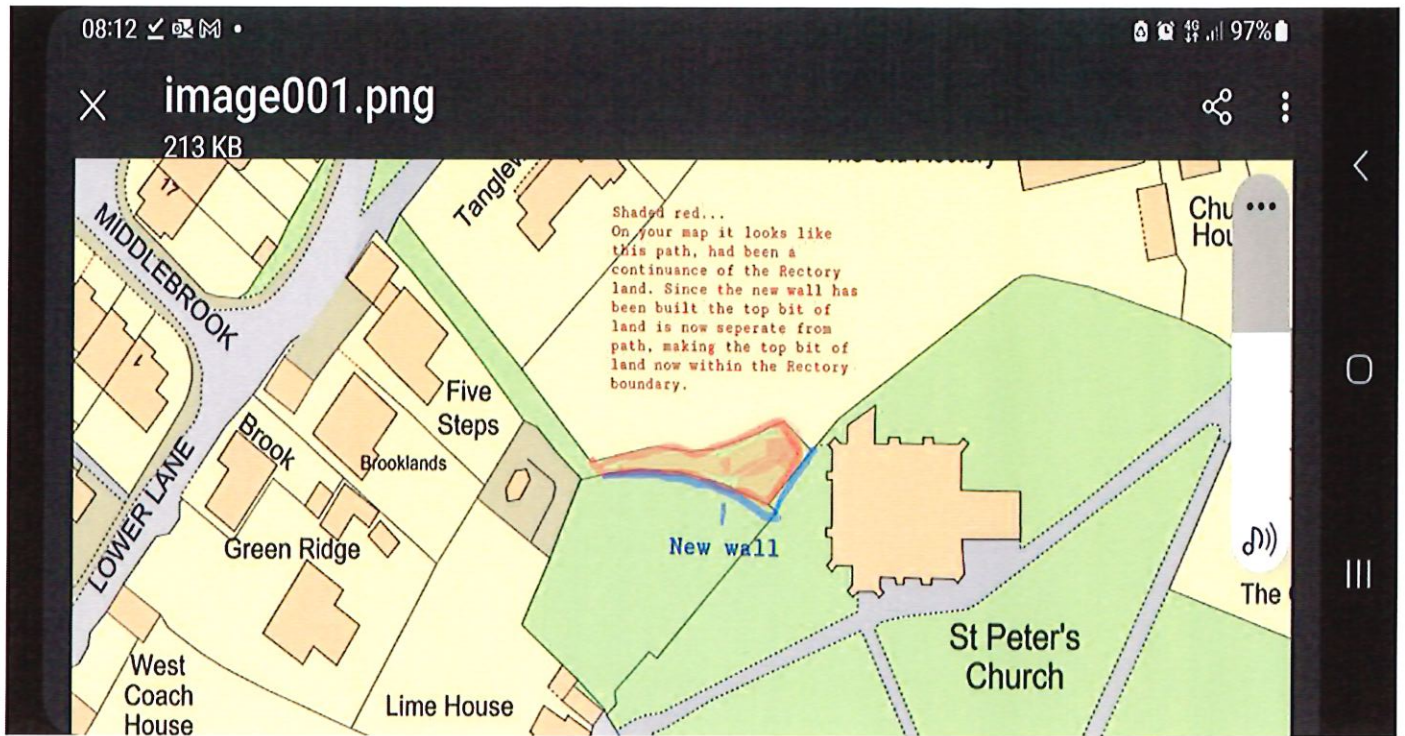 08:12
4G 97%
image001.png
213 KB
17
MIDDLEBROOK
1
LOWER LANE
Shaded red...
On your map it looks like
this path, had been a
continuance of the Rectory
land. Since the new wall has
been built the top bit of
land is now seperate from
path, making the top bit of
land now within the Rectory
boundary.
Five
Steps
Brook
Brooklands
Green Ridge
New wall
St Peter's
Church
West
Coach
House
Lime House
The